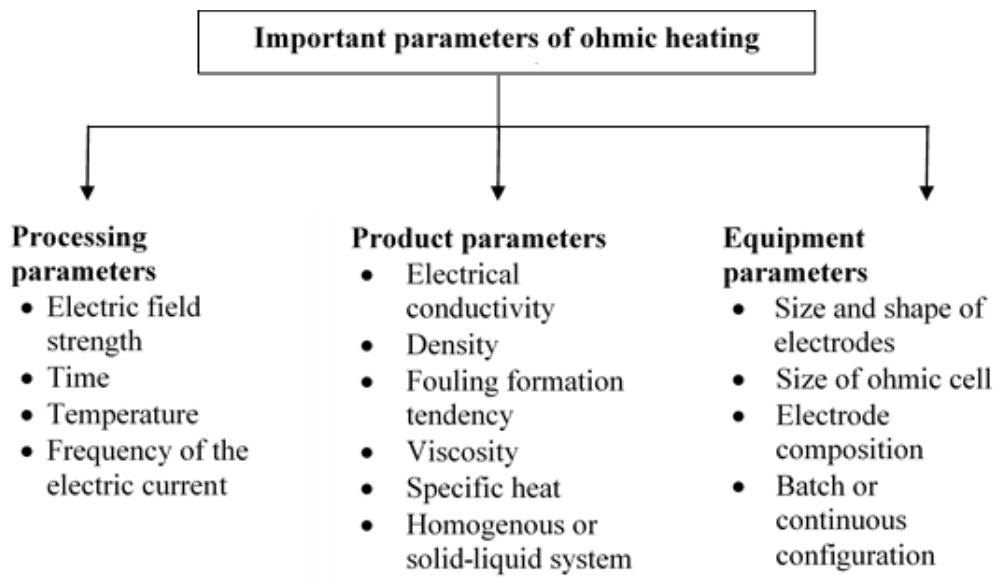 Important parameters of ohmic heating
Processing
parameters
• Electric field
strength
• Time
• Temperature
• Frequency of the
electric current
Product parameters
• Electrical
conductivity
• Density
• Fouling formation
tendency
• Viscosity
• Specific heat
• Homogenous or
solid-liquid system
Equipment
parameters
• Size and shape of
electrodes
• Size of ohmic cell
• Electrode
composition
• Batch or
continuous
configuration